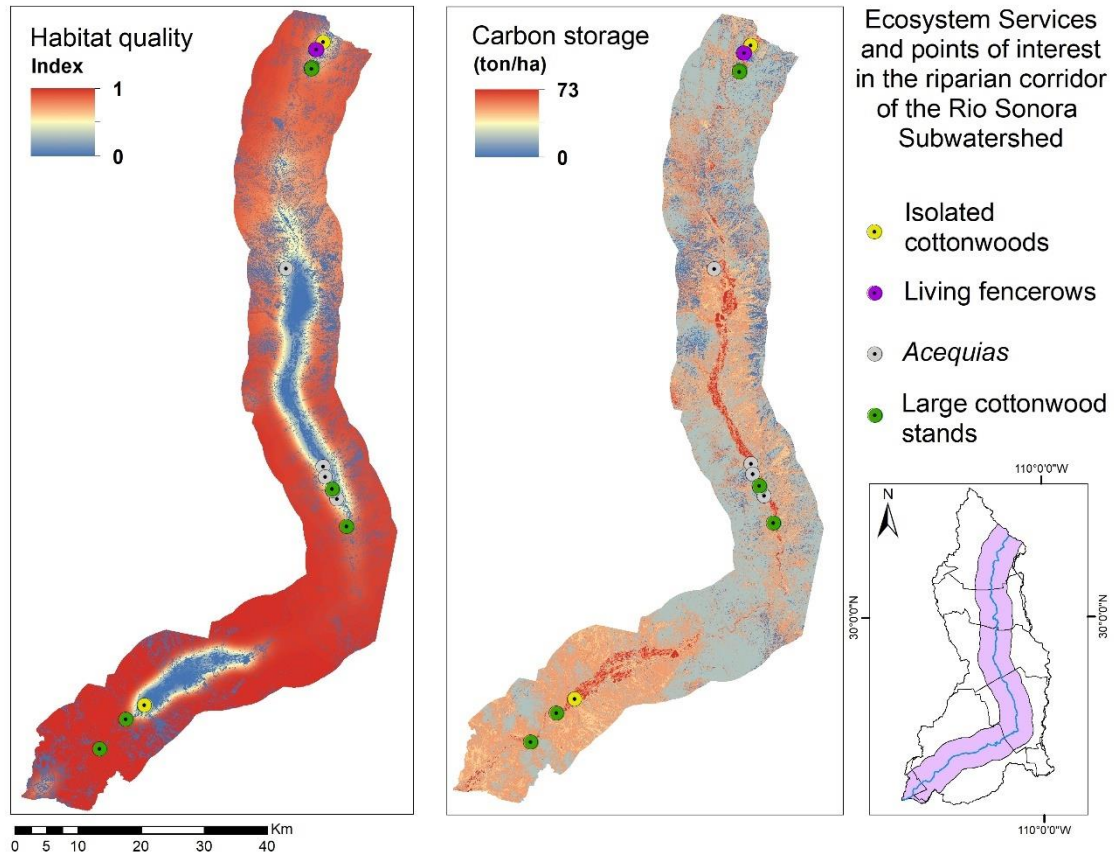 Habitat quality
Index
1
0
Carbon storage
(ton/ha)
73
0
Ecosystem Services
and points of interest
in the riparian corridor
of the Rio Sonora
Subwatershed
Isolated
cottonwoods
Living fencerows
Acequias
Large cottonwood
stands
110°0'0"W
N
30°0'0"N
30°0'0"N
110°0'0"W
Km
0 5 10 20 30 40